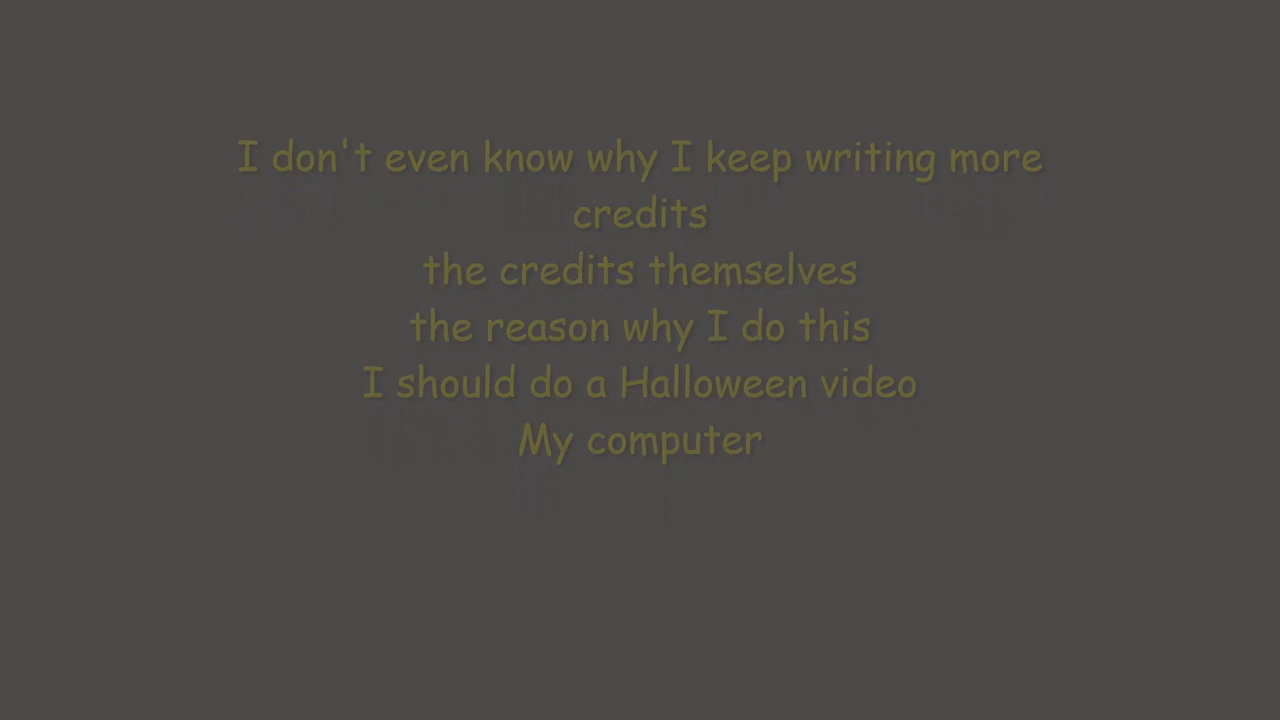 I don't even know why I keep writing more
credits
the credits themselves
the reason why I do this
I should do a Halloween video
My computer